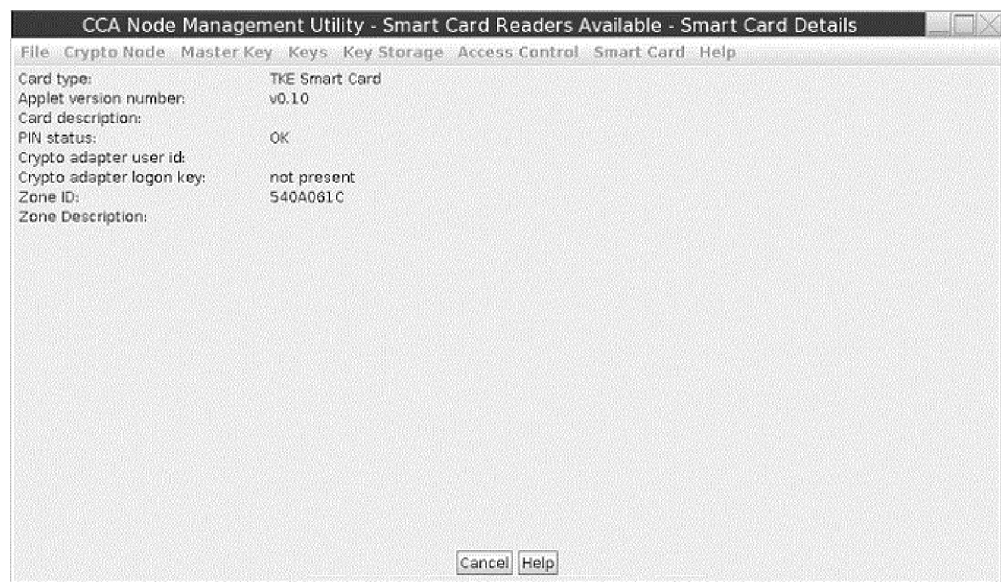 CCA Node Management Utility - Smart Card Readers Available - Smart Card Details
File Crypto Node Master Key Keys Key Storage Access Control Smart Card Help
Card type: TKE Smart Card
Applet version number: v0.10
Card description:
PIN status: OK
Crypto adapter user id:
Crypto adapter logon key: not present
Zone ID: 540A061C
Zone Description:
Cancel Help